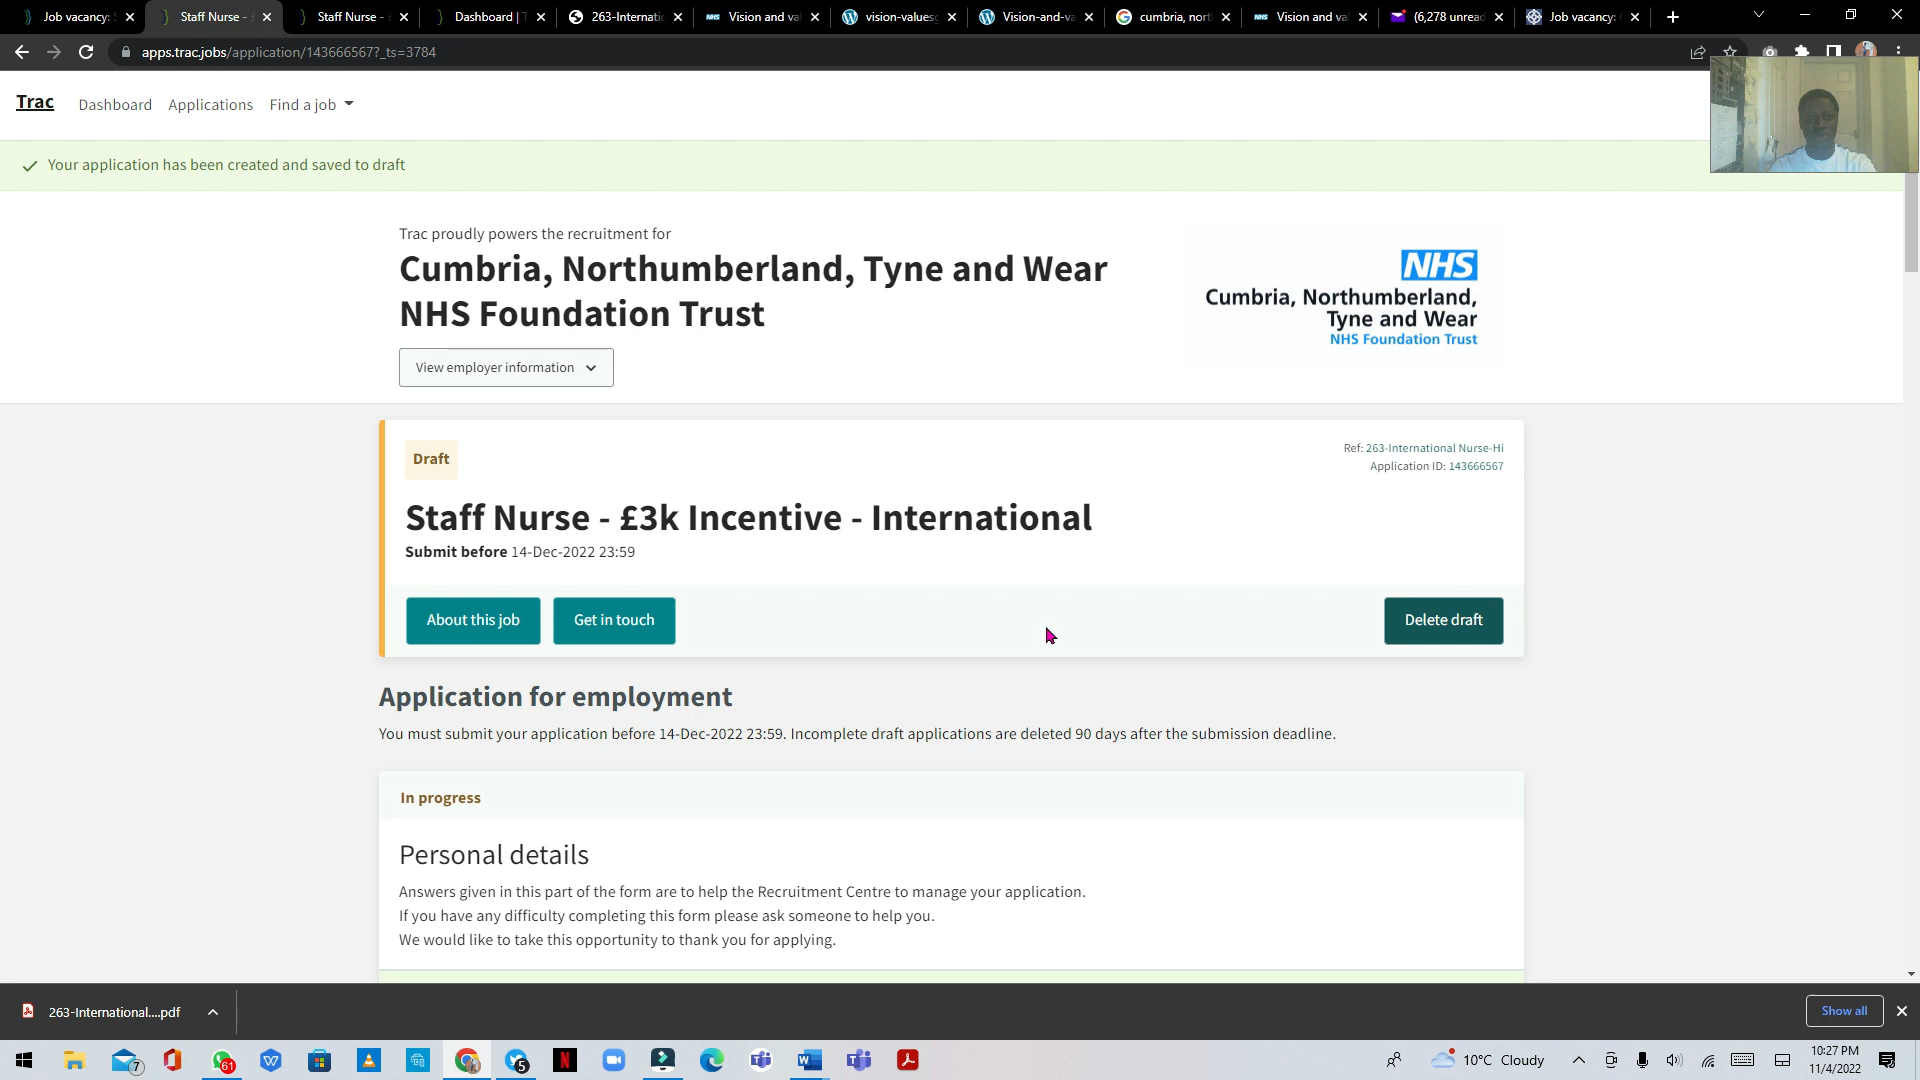 Job vacancy: S
Staff Nurse - £
Staff Nurse - £
Dashboard | T
263-Internatio
Vision and val
vision-values
Vision-and-va
cumbria, nort
Vision and val
(6,278 unread
Job vacancy:
apps.trac.jobs/application/143666567?_ts=3784
Trac
Dashboard
Applications
Find a job
Your application has been created and saved to draft
Trac proudly powers the recruitment for
Cumbria, Northumberland, Tyne and Wear
NHS Foundation Trust
View employer information
NHS
Cumbria, Northumberland,
Tyne and Wear
NHS Foundation Trust
Draft
Ref: 263-International Nurse-Hi
Application ID: 143666567
Staff Nurse - £3k Incentive - International
Submit before 14-Dec-2022 23:59
About this job
Get in touch
Delete draft
Application for employment
You must submit your application before 14-Dec-2022 23:59. Incomplete draft applications are deleted 90 days after the submission deadline.
In progress
Personal details
Answers given in this part of the form are to help the Recruitment Centre to manage your application.
If you have any difficulty completing this form please ask someone to help you.
We would like to take this opportunity to thank you for applying.
263-International....pdf
Show all
7
61
5
10°C Cloudy
10:27 PM
11/4/2022